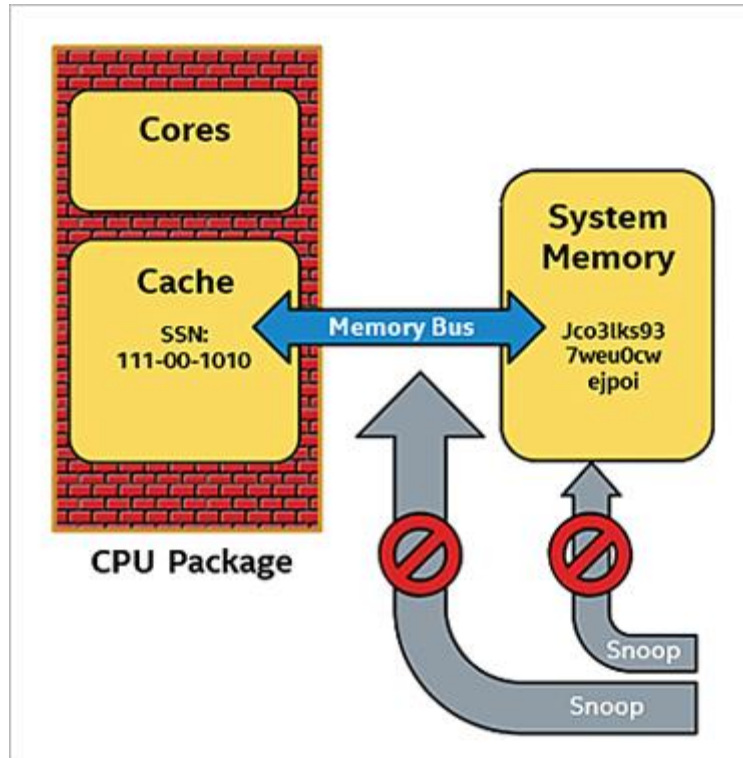 Cores
Cache
SSN:
111-00-1010
Memory Bus
System
Memory
Jco3lks93
7weu0cw
ejpoi
CPU Package
Snoop
Snoop